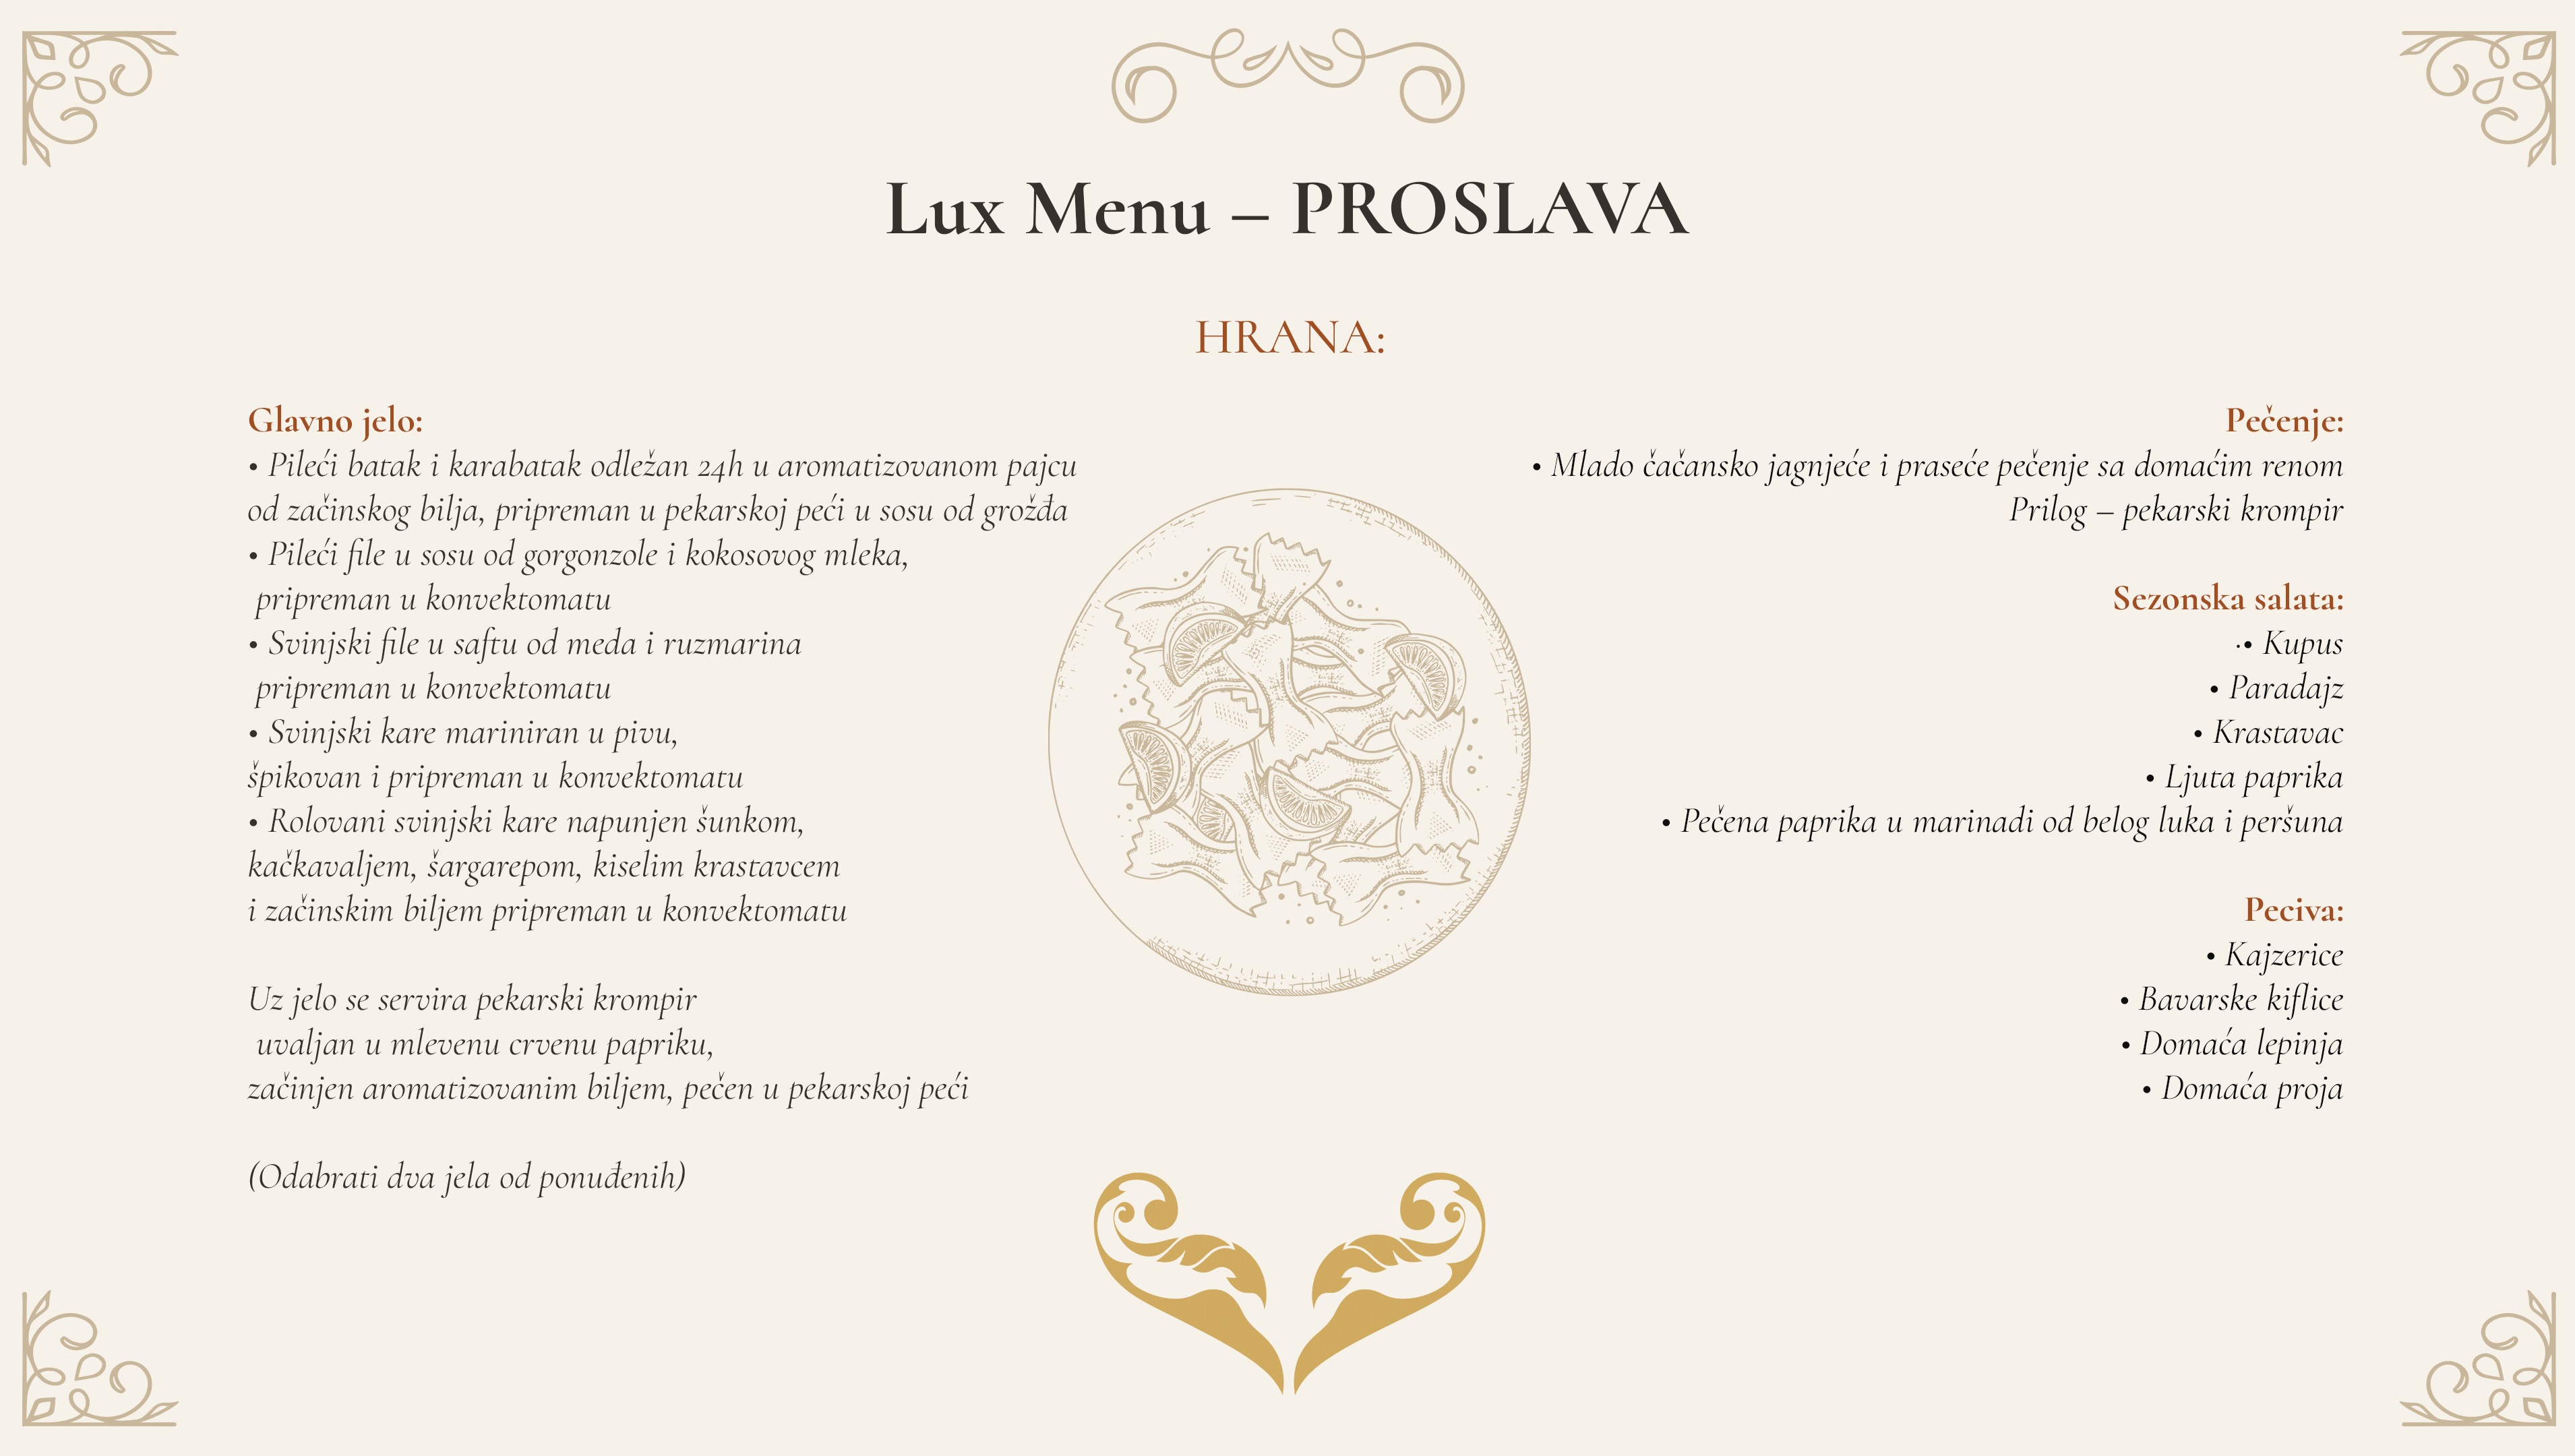 Lux Menu – PROSLAVA
HRANA:
Glavno jelo:
• Pileći batak i karabatak odležan 24h u aromatizovanom pajcu
od začinskog bilja, pripreman u pekarskoj peći u sosu od grožđa
• Pileći file u sosu od gorgonzole i kokosovog mleka,
pripreman u konvektomatu
• Svinjski file u saftu od meda i ruzmarina
pripreman u konvektomatu
• Svinjski kare mariniran u pivu,
špikovan i pripreman u konvektomatu
• Rolovani svinjski kare napunjen šunkom,
kačkavaljem, šargarepom, kiselim krastavcem
i začinskim biljem pripreman u konvektomatu
Uz jelo se servira pekarski krompir
uvaljan u mlevenu crvenu papriku,
začinjen aromatizovanim biljem, pečen u pekarskoj peći
(Odabrati dva jela od ponuđenih)
Pečenje:
• Mlado čačansko jagnjeće i praseće pečenje sa domaćim renom
Prilog – pekarski krompir
Sezonska salata:
·• Kupus
• Paradajz
• Krastavac
• Ljuta paprika
• Pečena paprika u marinadi od belog luka i peršuna
Peciva:
• Kajzerice
• Bavarske kiflice
• Domaća lepinja
• Domaća proja